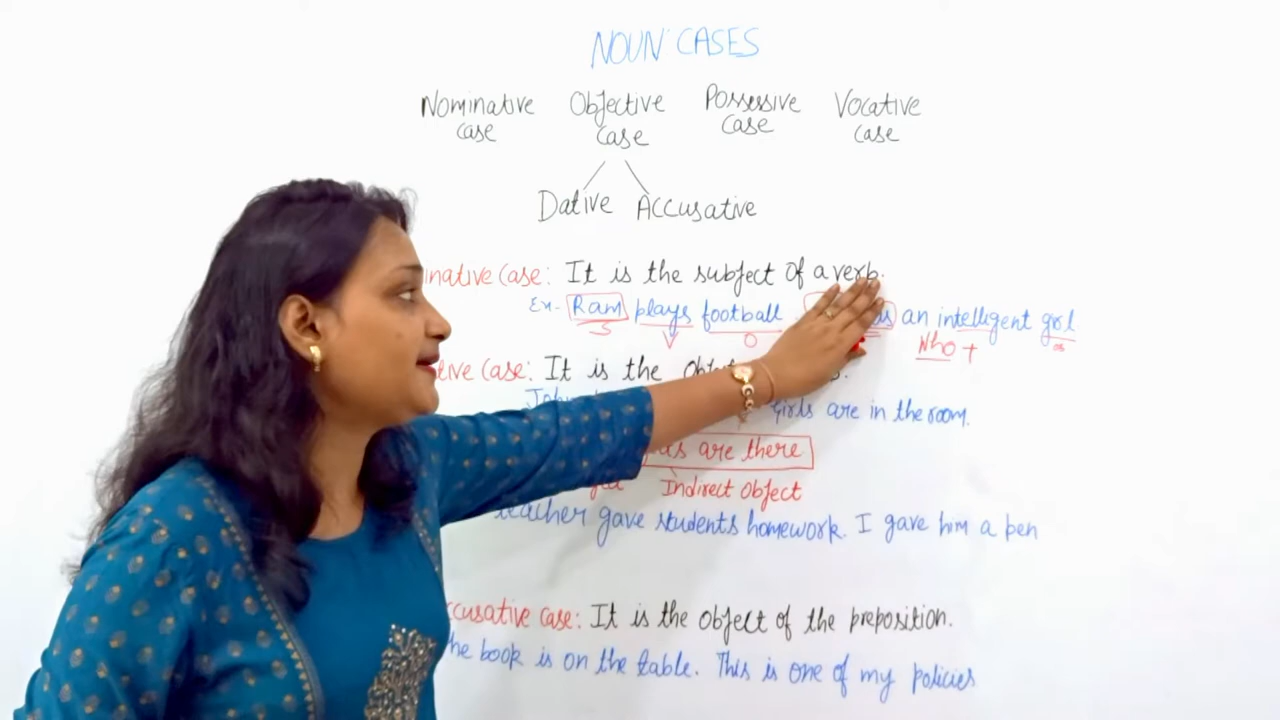 NOUN CASES
Nominative case Objective case Possessive case Vocative case
Dative Accusative
inative case: It is the subject of a verb.
Ex- Ram plays football. an intelligent girl
S V O Who +
tive case: It is the
Girls are in the room.
are there
Indirect object
teacher gave students homework. I gave him a pen
ccusative case: It is the object of the preposition.
he book is on the table. This is one of my policies